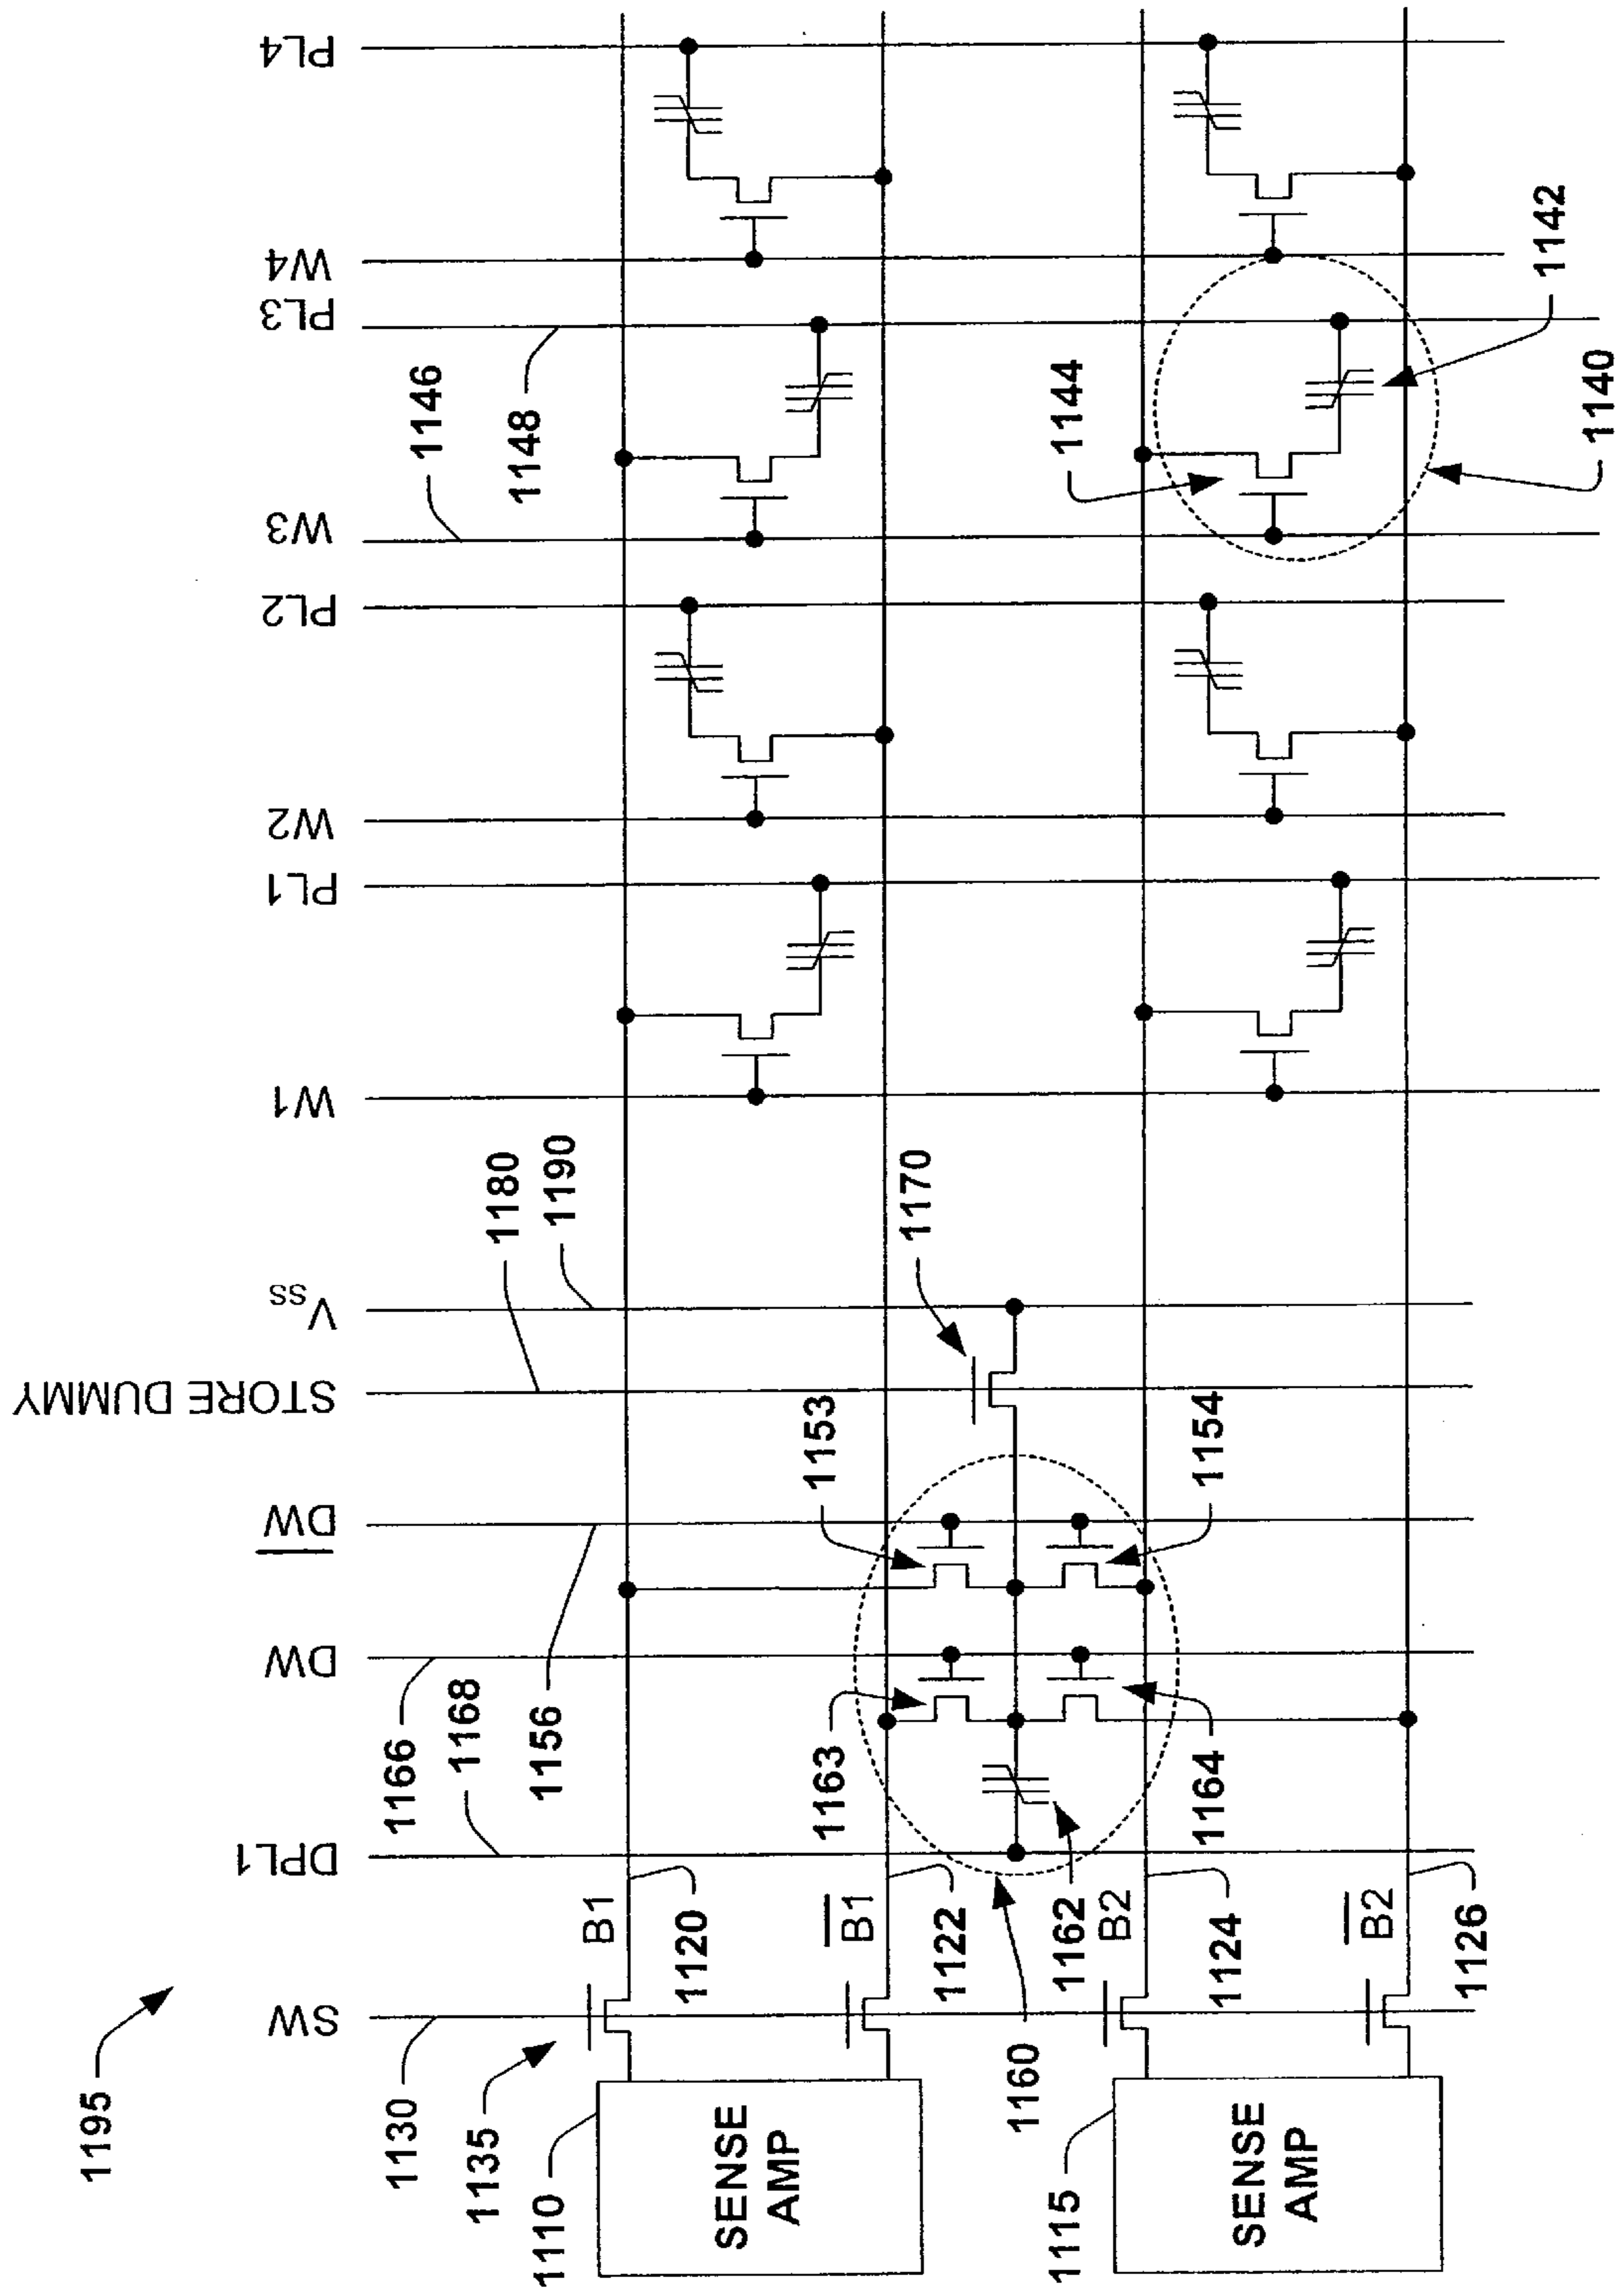 1195
SW
DPL1
DW
DW
STORE DUMMY
VSS
W1
PL1
W2
PL2
W3
PL3
W4
PL4
1130
1135
1166
1168
1156
1180
1190
1146
1148
1110
SENSE
AMP
B1
1120
B1
1122
1163
1153
1170
1160
1162
1164
1154
1144
1142
1140
1115
SENSE
AMP
B2
1124
B2
1126